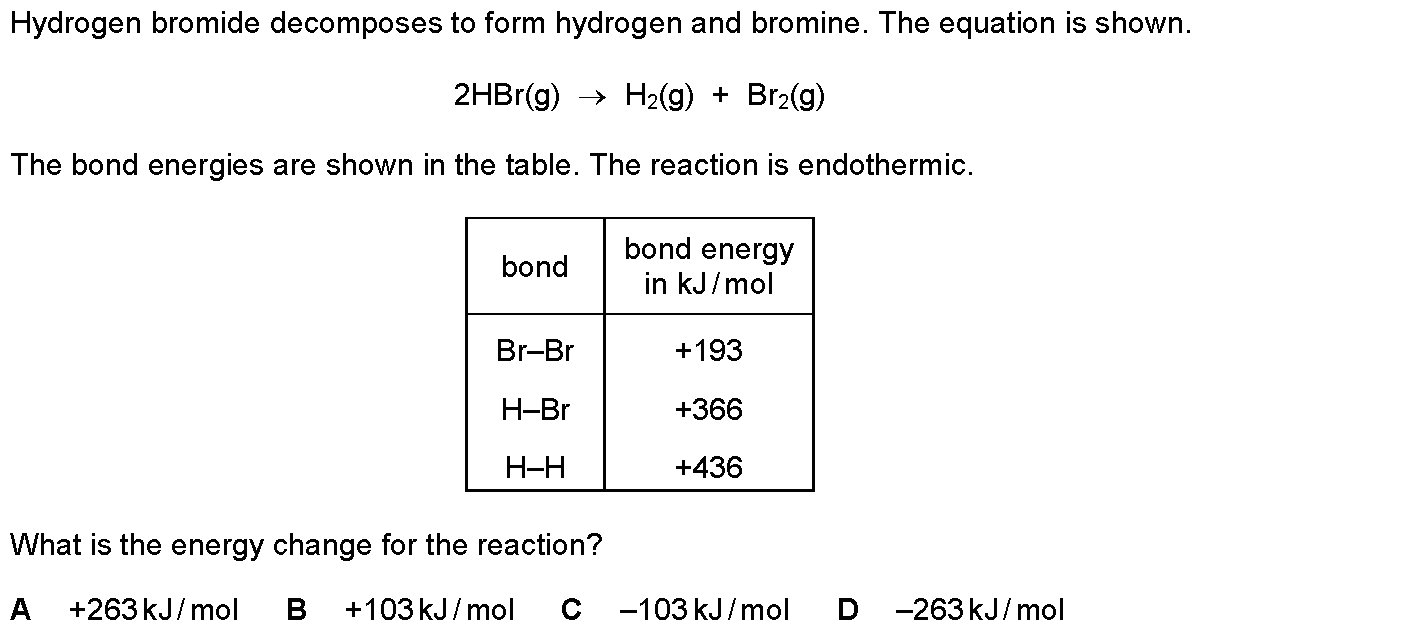 Hydrogen bromide decomposes to form hydrogen and bromine. The equation is shown.
2HBr(g) → H₂(g) + Br₂(g)
The bond energies are shown in the table. The reaction is endothermic.
bond | bond energy in kJ / mol
Br–Br | +193
H–Br | +366
H–H | +436
What is the energy change for the reaction?
A +263 kJ / mol B +103 kJ / mol C –103 kJ / mol D –263 kJ / mol